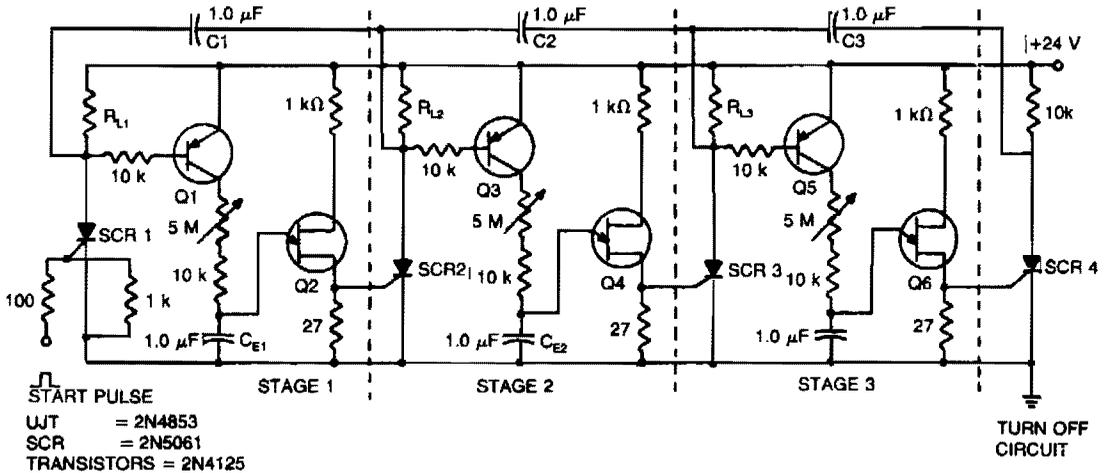 1.0 µF
C1
1.0 µF
C2
1.0 µF
C3
+24 V
RL1
10 k
Q1
1 kΩ
5 M
10 k
SCR 1
100
1 k
Q2
27
1.0 µF
CE1
RL2
10 k
Q3
1 kΩ
5 M
10 k
SCR2
Q4
27
1.0 µF
CE2
RL3
10 k
Q5
1 kΩ
5 M
10 k
SCR 3
Q6
27
1.0 µF
10k
SCR 4
STAGE 1
STAGE 2
STAGE 3
START PULSE
UJT = 2N4853
SCR = 2N5061
TRANSISTORS = 2N4125
TURN OFF
CIRCUIT